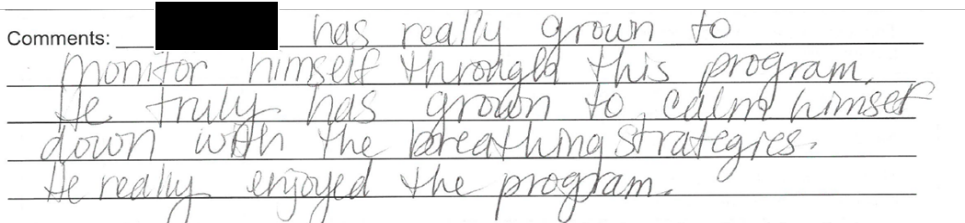 Comments: has really grown to
monitor himself through this program.
He truly has grown to calm himself
down with the breathing strategies.
He really enjoyed the program.